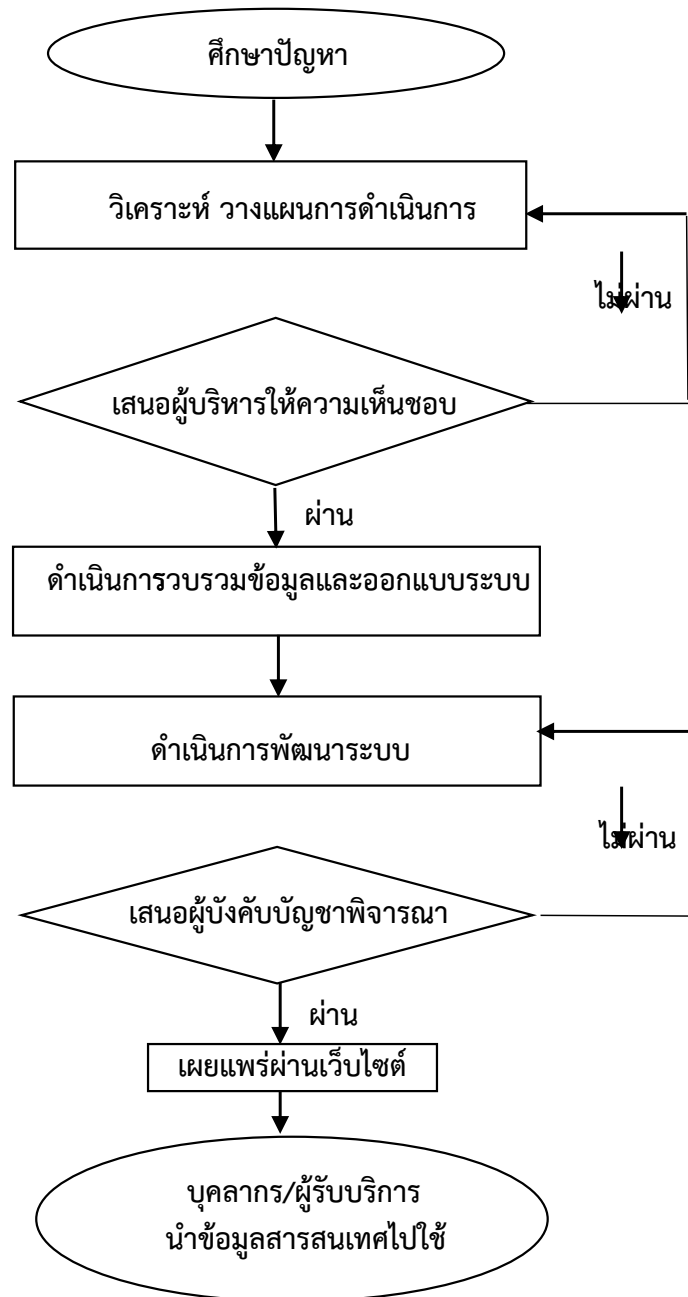 ศึกษาปัญหา
วิเคราะห์ วางแผนการดำเนินการ
ไม่ผ่าน
เสนอผู้บริหารให้ความเห็นชอบ
ผ่าน
ดำเนินการวบรวมข้อมูลและออกแบบระบบ
ดำเนินการพัฒนาระบบ
ไม่ผ่าน
เสนอผู้บังคับบัญชาพิจารณา
ผ่าน
เผยแพร่ผ่านเว็บไซต์
บุคลากร/ผู้รับบริการ
นำข้อมูลสารสนเทศไปใช้